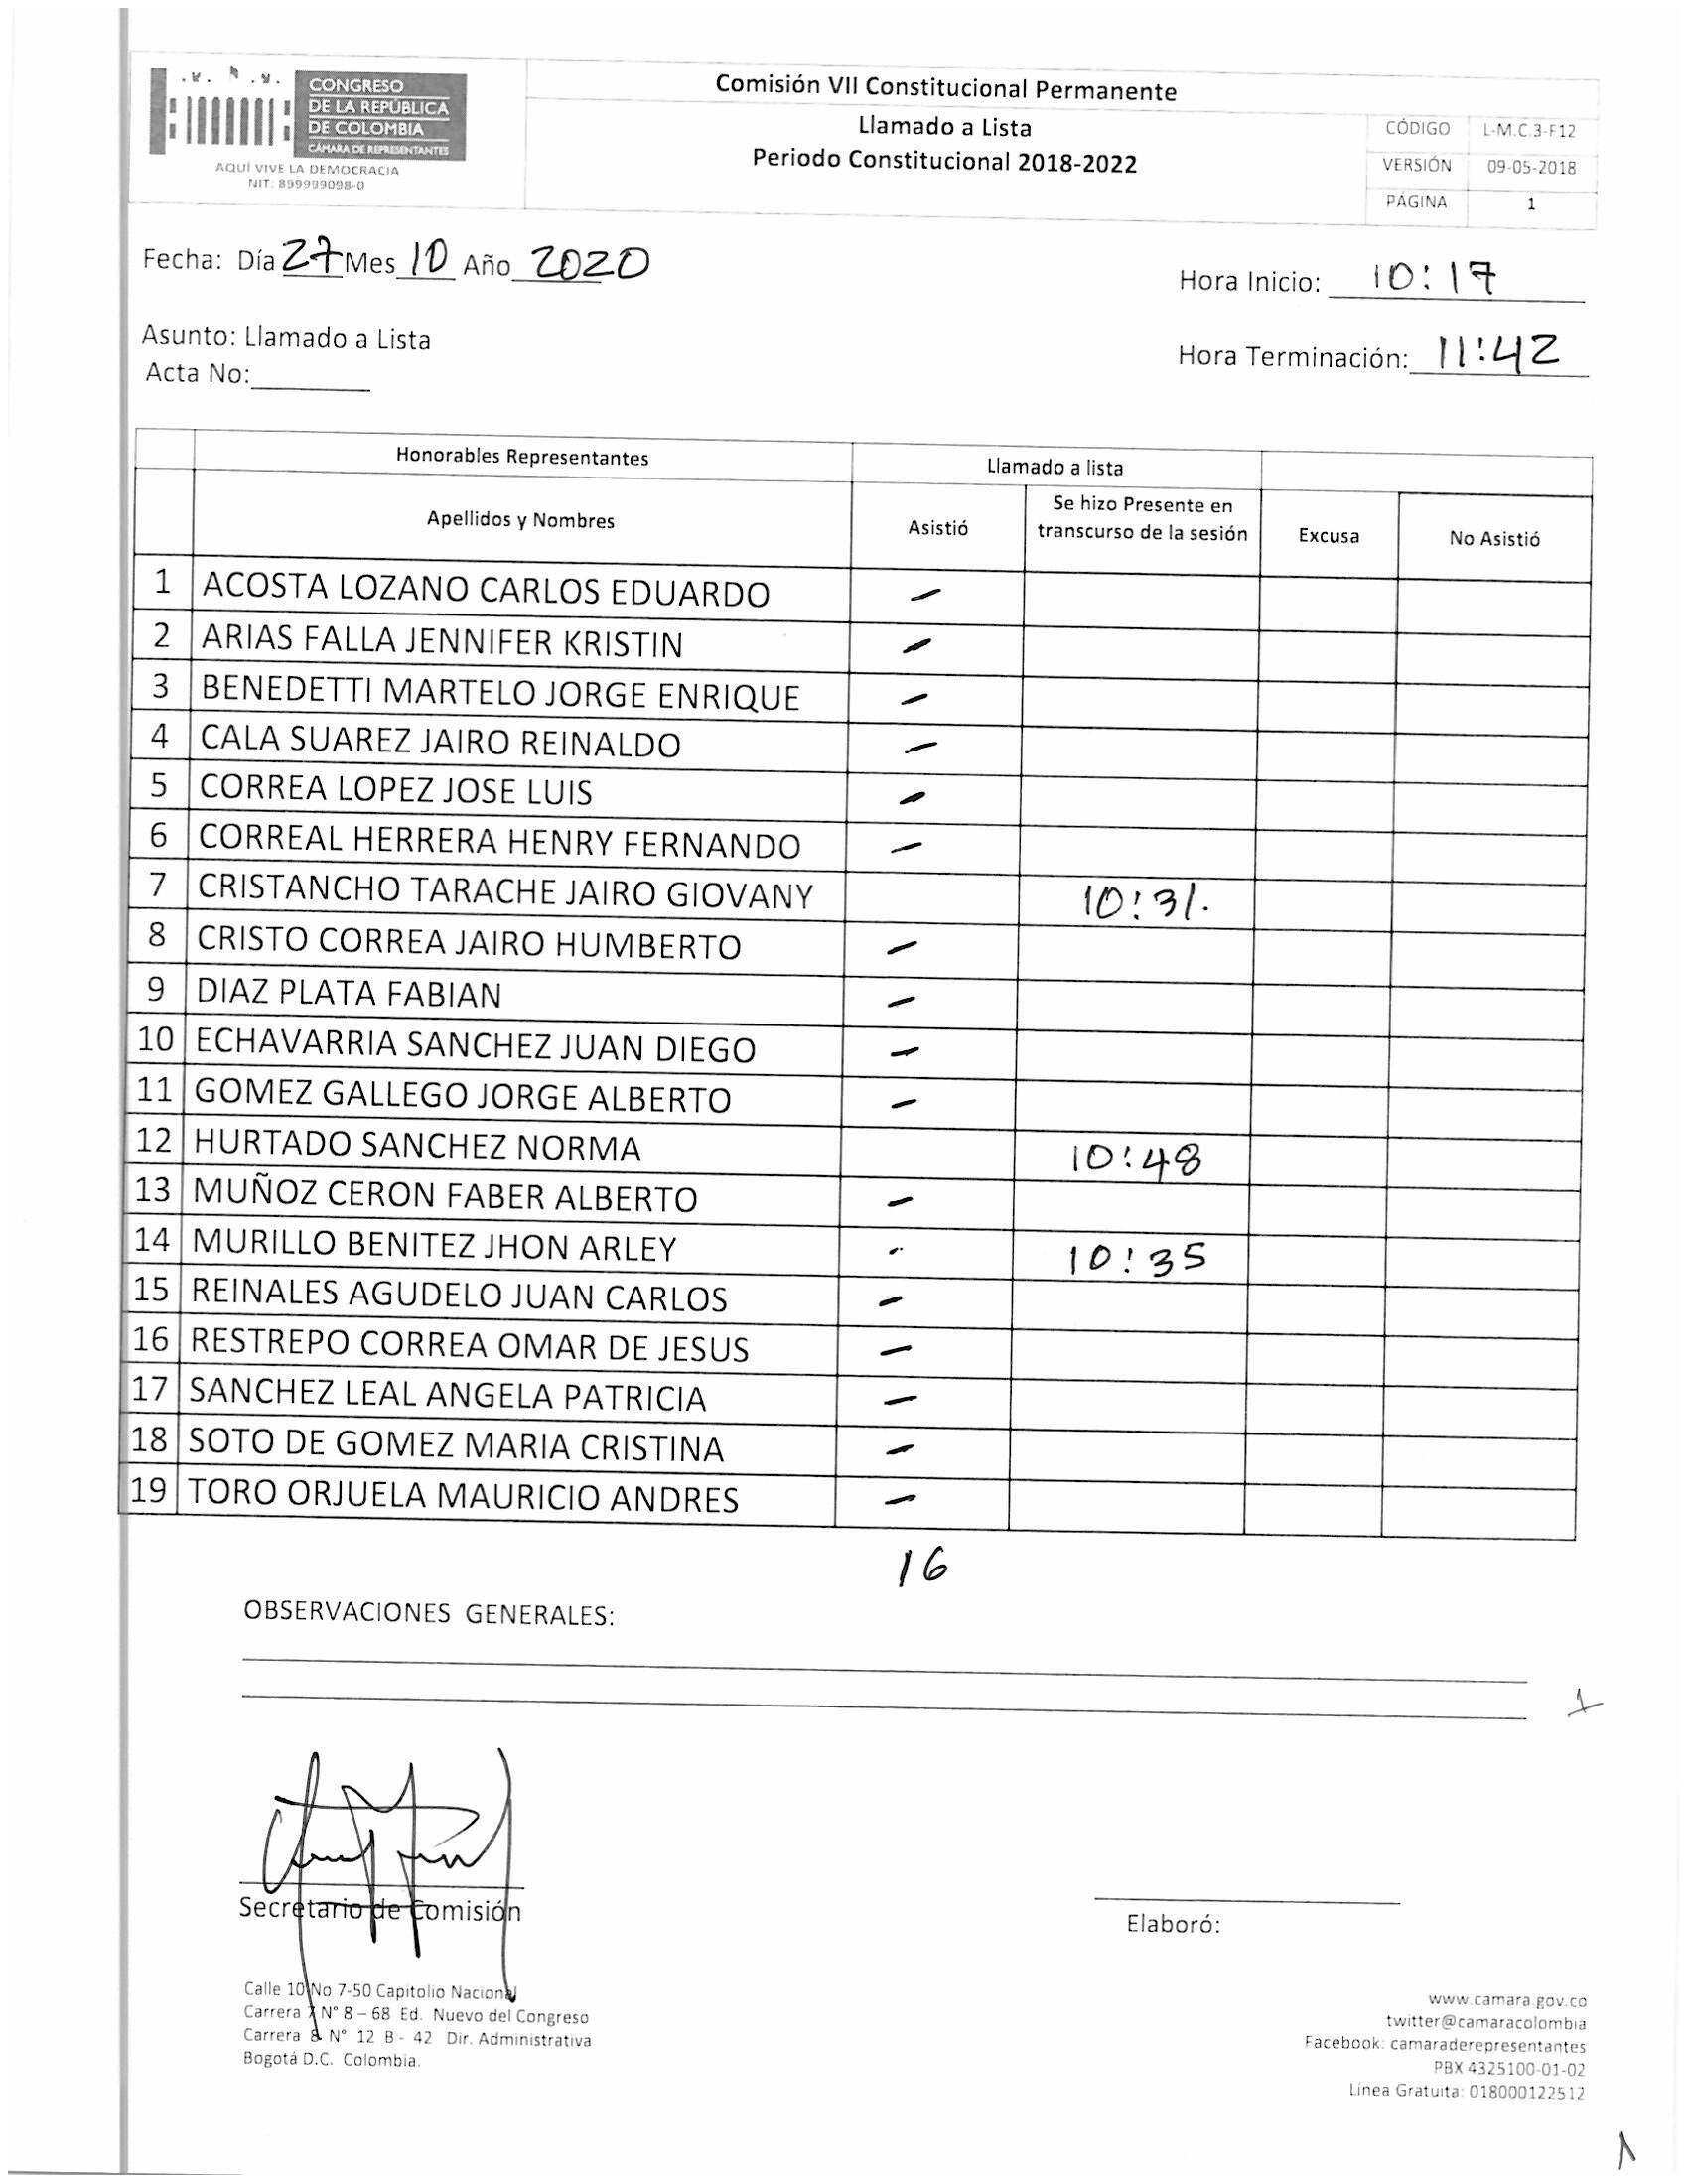 CONGRESO
DE LA REPÚBLICA
DE COLOMBIA
CÁMARA DE REPRESENTANTES
AQUÍ VIVE LA DEMOCRACIA
NIT: 899999098-0
Comisión VII Constitucional Permanente
Llamado a Lista
Periodo Constitucional 2018-2022
CÓDIGO L-M.C.3-F12
VERSIÓN 09-05-2018
PÁGINA 1
Fecha: Día 27 Mes 10 Año 2020
Hora Inicio: 10:17
Asunto: Llamado a Lista
Hora Terminación: 11:42
Acta No:
Honorables Representantes Llamado a lista
Apellidos y Nombres Asistió Se hizo Presente en transcurso de la sesión Excusa No Asistió
1 ACOSTA LOZANO CARLOS EDUARDO –
2 ARIAS FALLA JENNIFER KRISTIN –
3 BENEDETTI MARTELO JORGE ENRIQUE –
4 CALA SUAREZ JAIRO REINALDO –
5 CORREA LOPEZ JOSE LUIS –
6 CORREAL HERRERA HENRY FERNANDO –
7 CRISTANCHO TARACHE JAIRO GIOVANY 10:31.
8 CRISTO CORREA JAIRO HUMBERTO –
9 DIAZ PLATA FABIAN –
10 ECHAVARRIA SANCHEZ JUAN DIEGO –
11 GOMEZ GALLEGO JORGE ALBERTO –
12 HURTADO SANCHEZ NORMA 10:48
13 MUÑOZ CERON FABER ALBERTO –
14 MURILLO BENITEZ JHON ARLEY 10:35
15 REINALES AGUDELO JUAN CARLOS –
16 RESTREPO CORREA OMAR DE JESUS –
17 SANCHEZ LEAL ANGELA PATRICIA –
18 SOTO DE GOMEZ MARIA CRISTINA –
19 TORO ORJUELA MAURICIO ANDRES –
16
OBSERVACIONES GENERALES:
Secretario de Comisión
Elaboró:
Calle 10 No 7-50 Capitolio Nacional
Carrera 7 N° 8 – 68 Ed. Nuevo del Congreso
Carrera 8 N° 12 B - 42 Dir. Administrativa
Bogotá D.C. Colombia.
www.camara.gov.co
twitter@camaracolombia
Facebook: camaraderepresentantes
PBX 4325100-01-02
Línea Gratuita: 018000122512